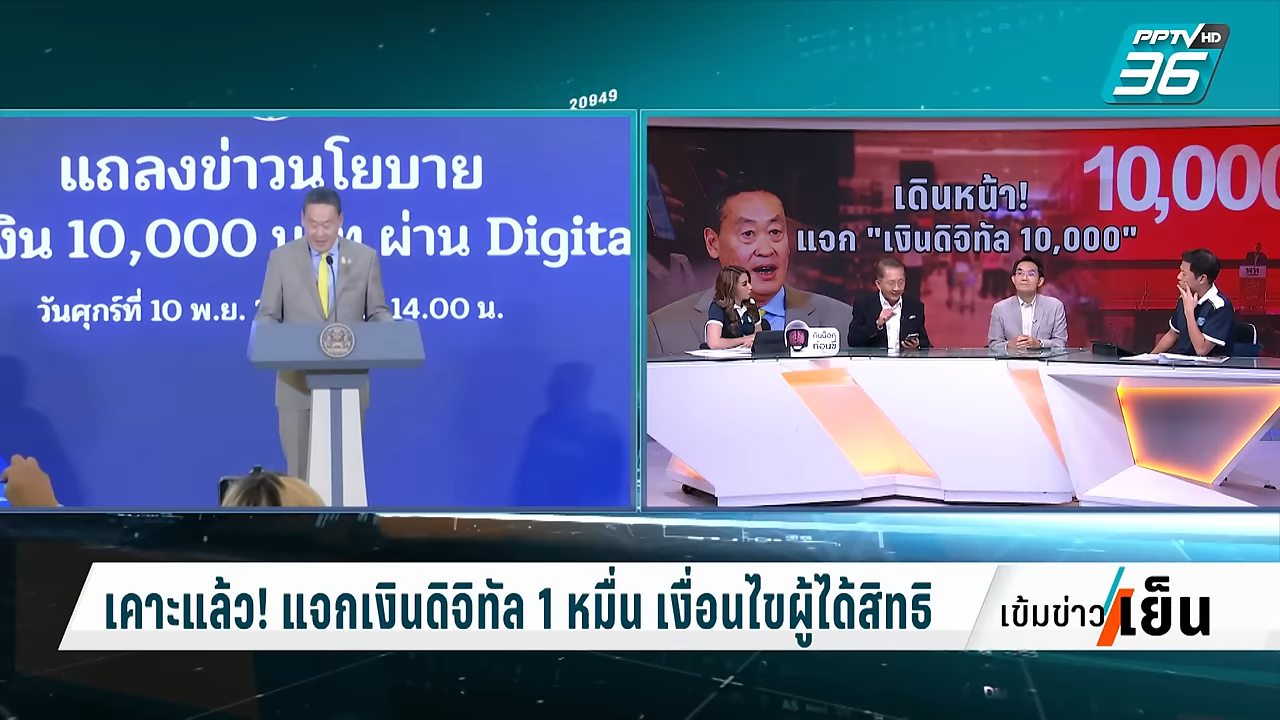 PPTV HD
36
20949
แถลงข่าวนโยบาย
เงิน 10,000 บาท ผ่าน Digita
วันศุกร์ที่ 10 พ.ย.
14.00 น.
10,000
เดินหน้า!
แจก "เงินดิจิทัล 10,000"
เคาะแล้ว! แจกเงินดิจิทัล 1 หมื่น เงื่อนไขผู้ได้สิทธิ
เข้มข่าว เย็น